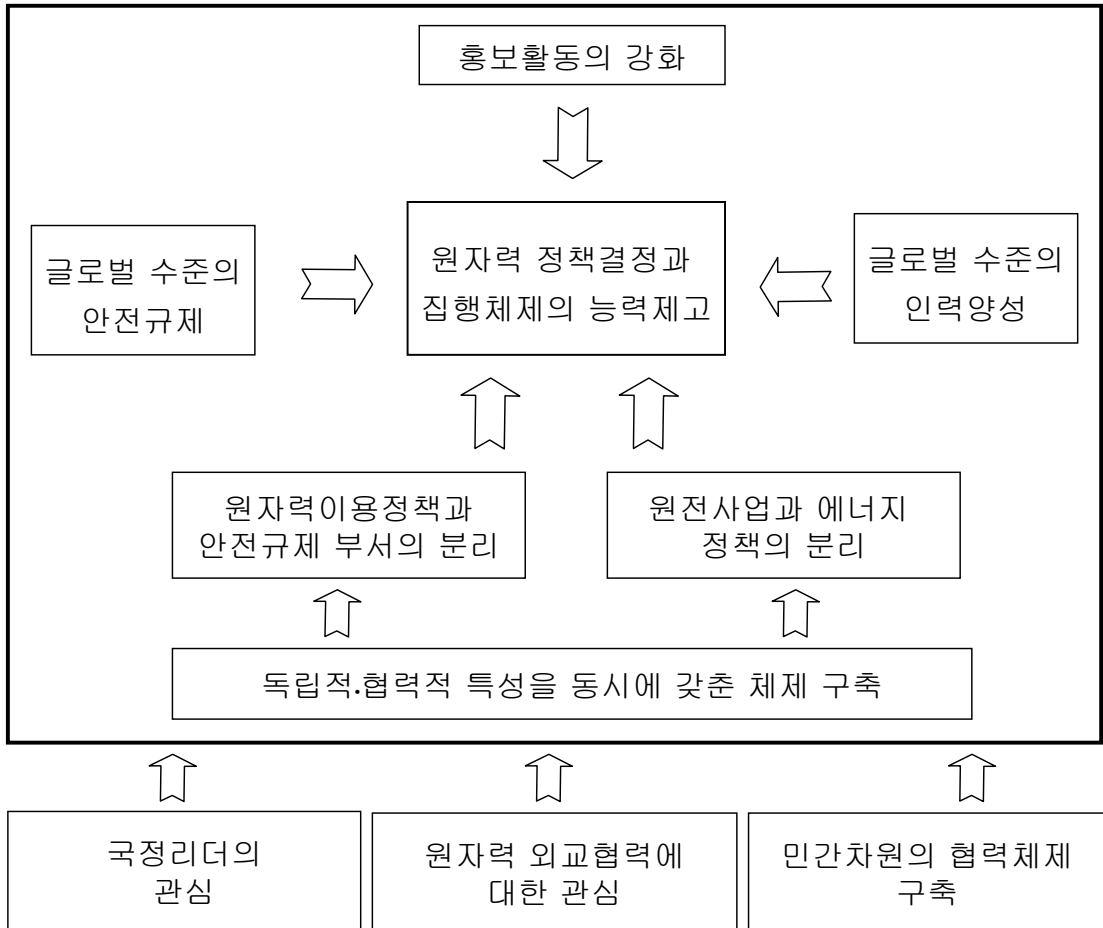 홍보활동의 강화
글로벌 수준의
안전규제
원자력 정책결정과
집행체제의 능력제고
글로벌 수준의
인력양성
원자력이용정책과
안전규제 부서의 분리
원전사업과 에너지
정책의 분리
독립적.협력적 특성을 동시에 갖춘 체제 구축
국정리더의
관심
원자력 외교협력에
대한 관심
민간차원의 협력체제
구축